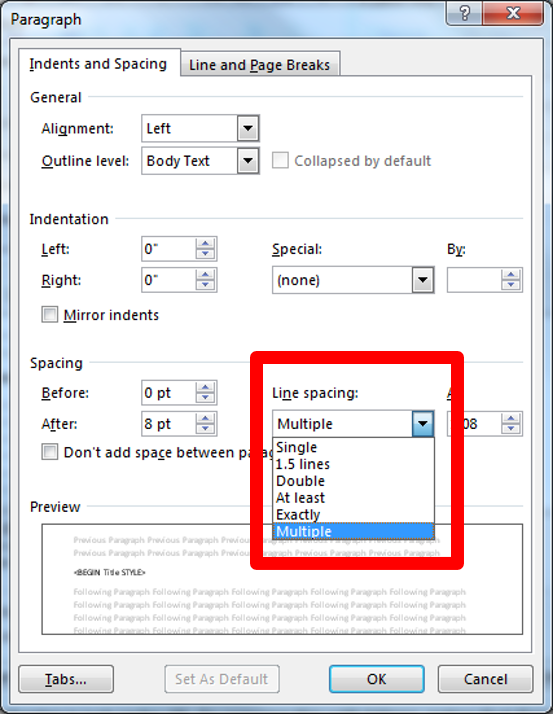 Paragraph
Indents and Spacing
Line and Page Breaks
General
Alignment: Left
Outline level: Body Text Collapsed by default
Indentation
Left: 0" Special: By:
Right: 0" (none)
Mirror indents
Spacing
Before: 0 pt Line spacing:
After: 8 pt Multiple 08
Single
Don't add space between
1.5 lines
Double
At least
Exactly
Multiple
Preview
Previous Paragraph Previous Paragraph Previous Paragraph Previous Paragraph Previous Paragraph
Previous Paragraph Previous Paragraph Previous Paragraph Previous Paragraph Previous Paragraph
<BEGIN Title STYLE>
Following Paragraph Following Paragraph Following Paragraph Following Paragraph Following Paragraph
Following Paragraph Following Paragraph Following Paragraph Following Paragraph Following Paragraph
Following Paragraph Following Paragraph Following Paragraph Following Paragraph Following Paragraph
Following Paragraph Following Paragraph Following Paragraph Following Paragraph Following Paragraph
Tabs... Set As Default OK Cancel